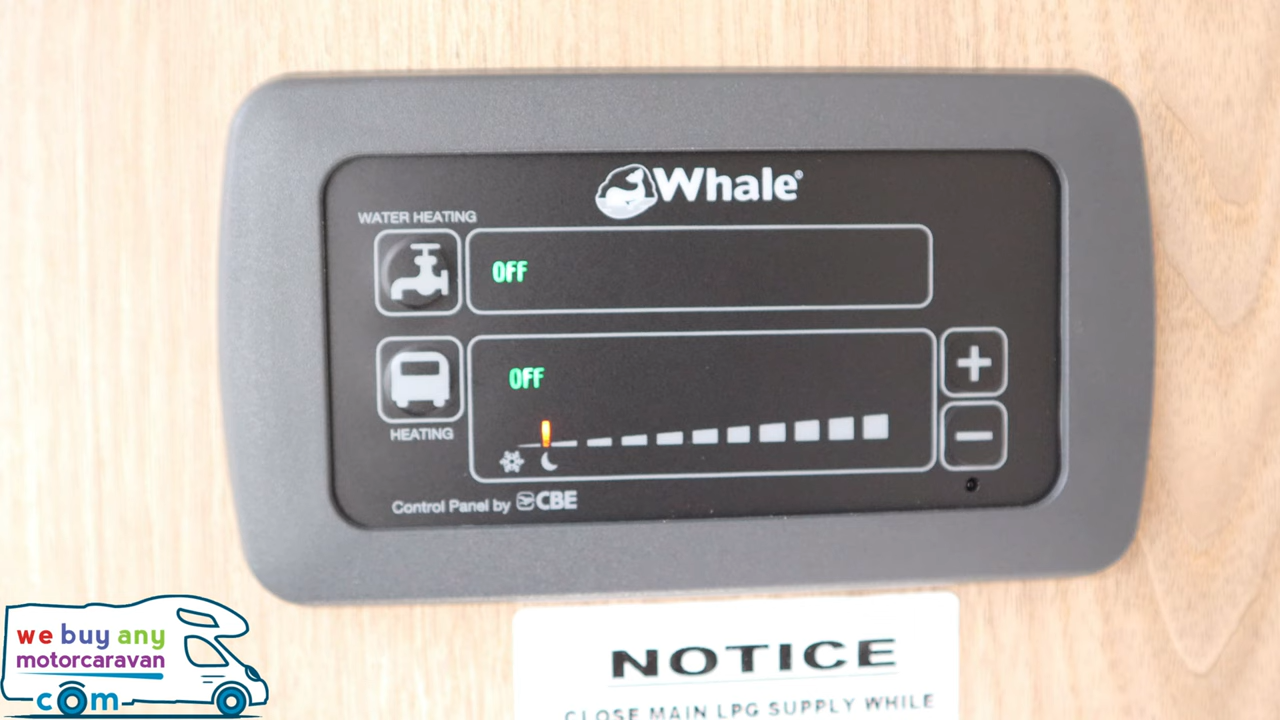 Whale®
WATER HEATING
OFF
OFF
HEATING
Control Panel by CBE
NOTICE
CLOSE MAIN LPG SUPPLY WHILE
we buy any
motorcaravan
com